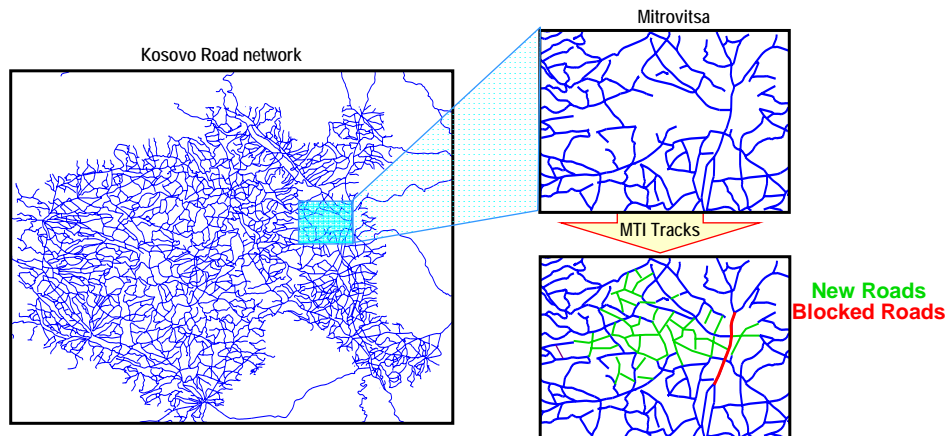 Mitrovitsa
Kosovo Road network
MTI Tracks
New Roads
Blocked Roads